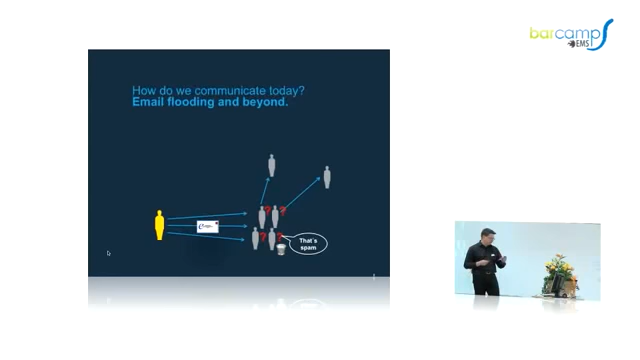 barcamp
EMS
How do we communicate today?
Email flooding and beyond.
?
?
?
?
That's
spam